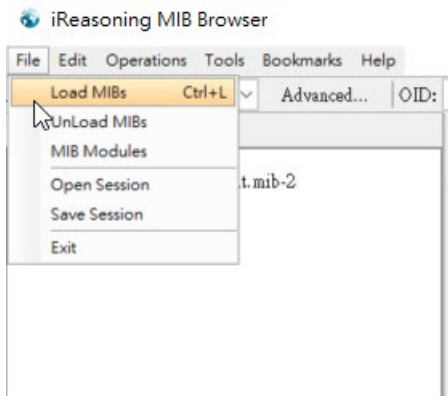 iReasoning MIB Browser
File Edit Operations Tools Bookmarks Help
Load MIBs Ctrl+L Advanced... OID:
UnLoad MIBs
MIB Modules
Open Session t.mib-2
Save Session
Exit